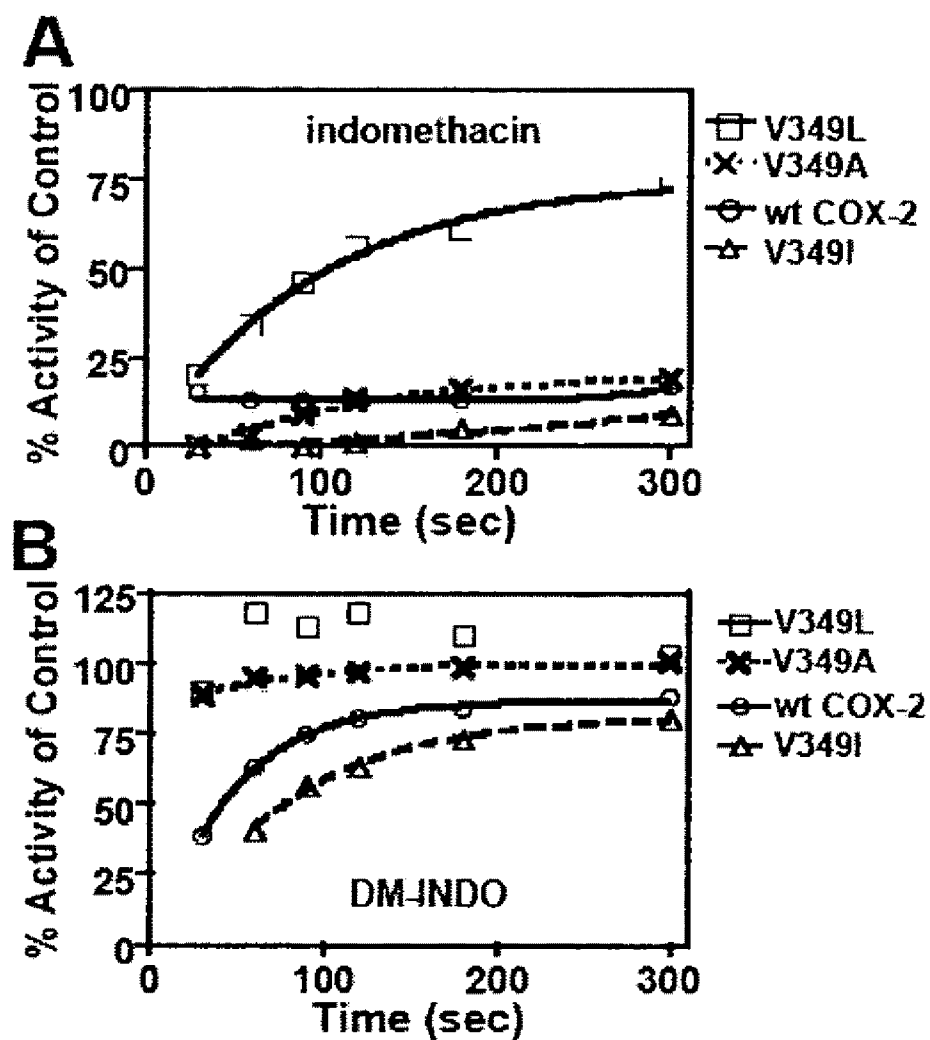 A
% Activity of Control
100
75
50
25
0
indomethacin
V349L
V349A
wt COX-2
V349I
0 100 200 300
Time (sec)
B
% Activity of Control
125
100
75
50
25
0
DM-INDO
V349L
V349A
wt COX-2
V349I
0 100 200 300
Time (sec)